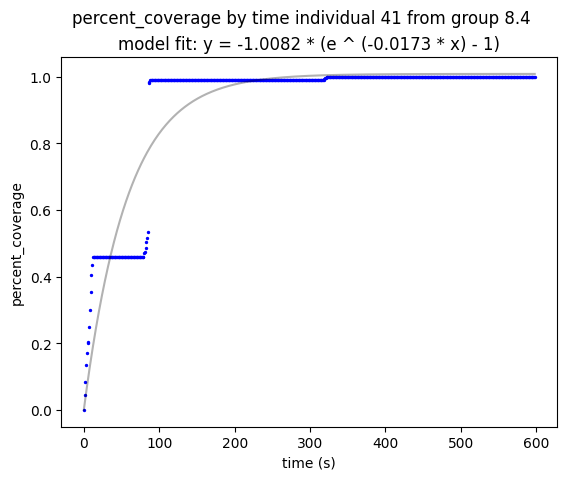 percent_coverage by time individual 41 from group 8.4
model fit: y = -1.0082 * (e ^ (-0.0173 * x) - 1)
1.0
0.8
0.6
0.4
0.2
0.0
percent_coverage
0 100 200 300 400 500 600
time (s)